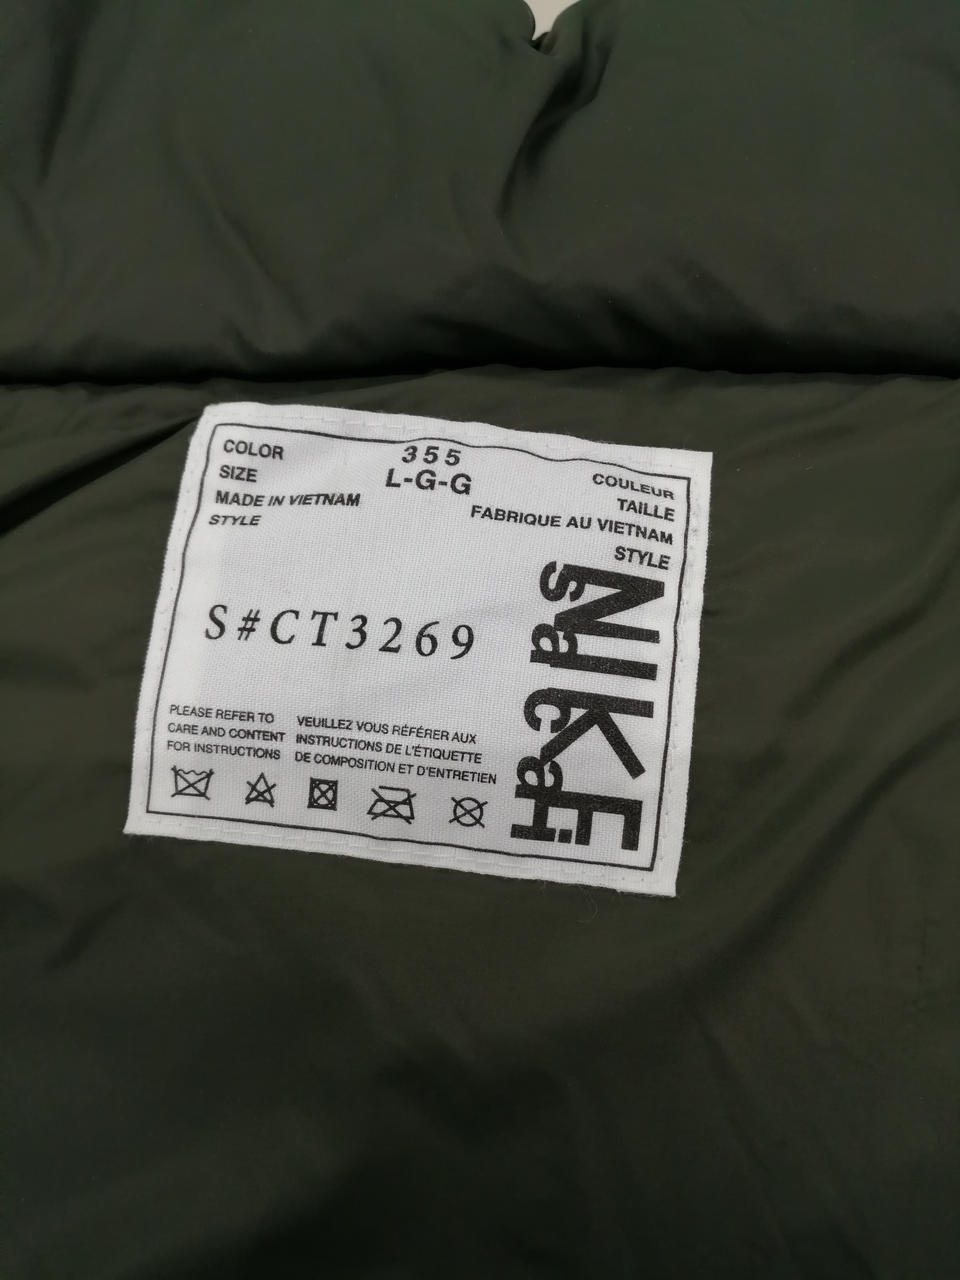 COLOR 355 COULEUR
SIZE L-G-G TAILLE
MADE IN VIETNAM FABRIQUE AU VIETNAM
STYLE STYLE
S#CT3269
NIKE
sacai
PLEASE REFER TO
CARE AND CONTENT
FOR INSTRUCTIONS
VEUILLEZ VOUS RÉFÉRER AUX
INSTRUCTIONS DE L'ÉTIQUETTE
DE COMPOSITION ET D'ENTRETIEN